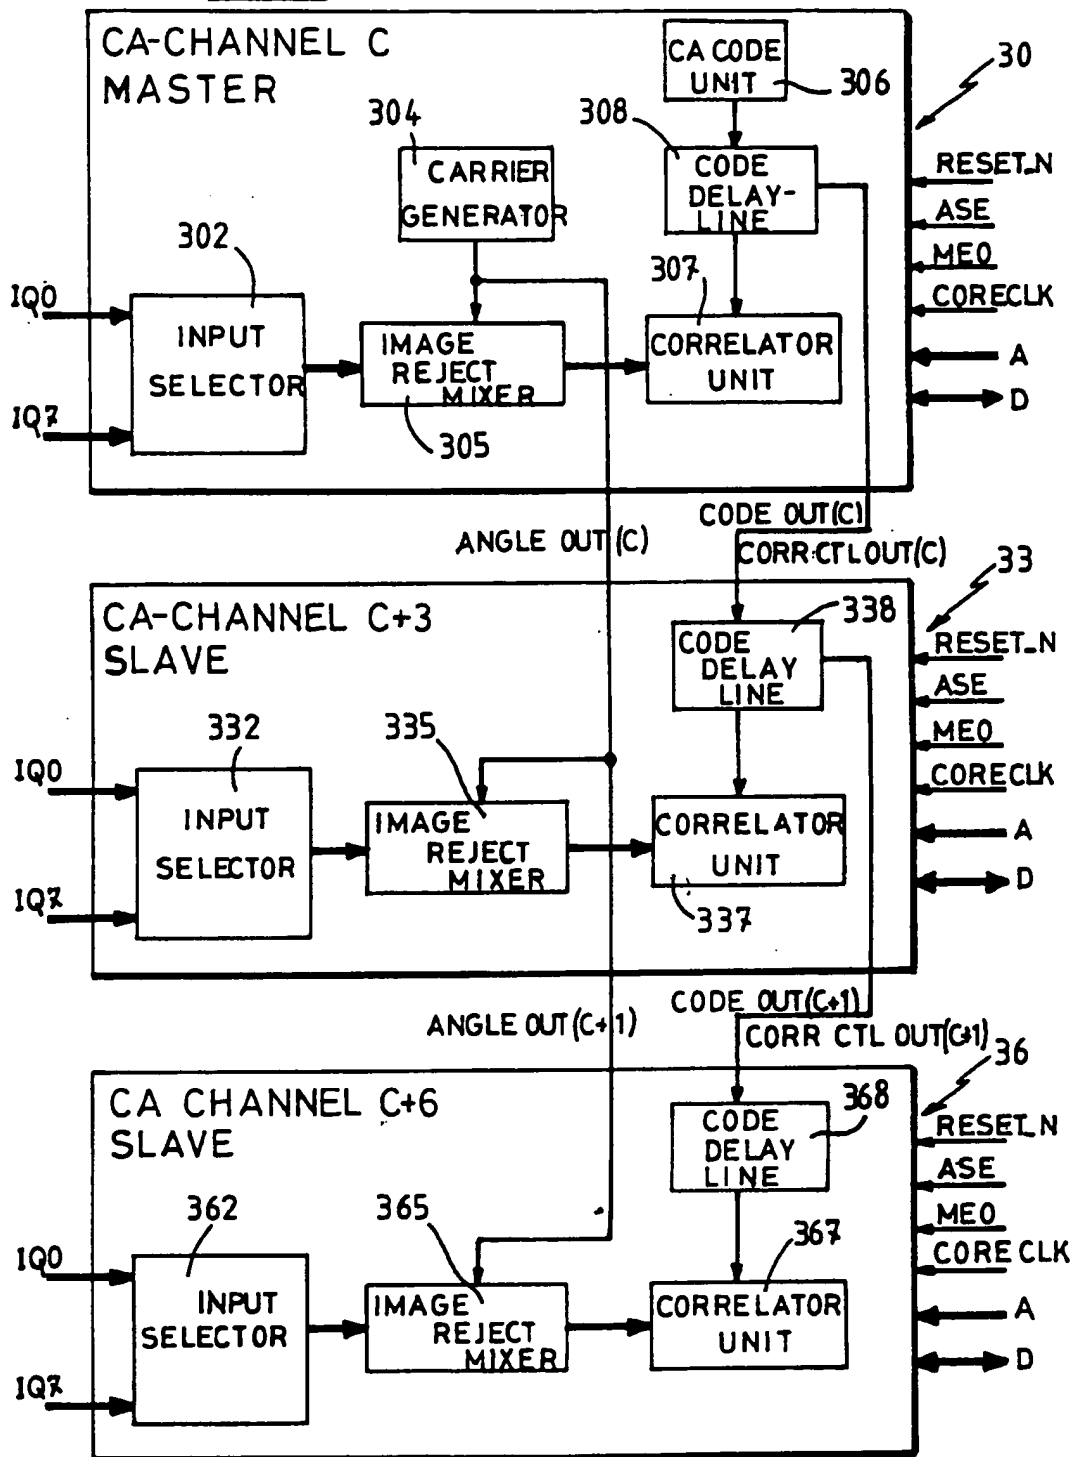 CA-CHANNEL C
MASTER
CA CODE
UNIT
306
30
304
308
CARRIER
GENERATOR
CODE
DELAY-
LINE
RESET_N
ASE
MEO
CORECLK
A
D
302
307
IQ0
IQ7
INPUT
SELECTOR
IMAGE
REJECT
MIXER
305
CORRELATOR
UNIT
ANGLE OUT(C)
CODE OUT(C)
CORR CTL OUT(C)
CA-CHANNEL C+3
SLAVE
33
338
CODE
DELAY
LINE
RESET_N
ASE
MEO
CORECLK
A
D
332
335
IQ0
IQ7
INPUT
SELECTOR
IMAGE
REJECT
MIXER
CORRELATOR
UNIT
337
ANGLE OUT(C+1)
CODE OUT(C+1)
CORR CTL OUT(C+1)
CA CHANNEL C+6
SLAVE
36
368
CODE
DELAY
LINE
RESET_N
ASE
MEO
CORECLK
A
D
362
365
367
IQ0
IQ7
INPUT
SELECTOR
IMAGE
REJECT
MIXER
CORRELATOR
UNIT